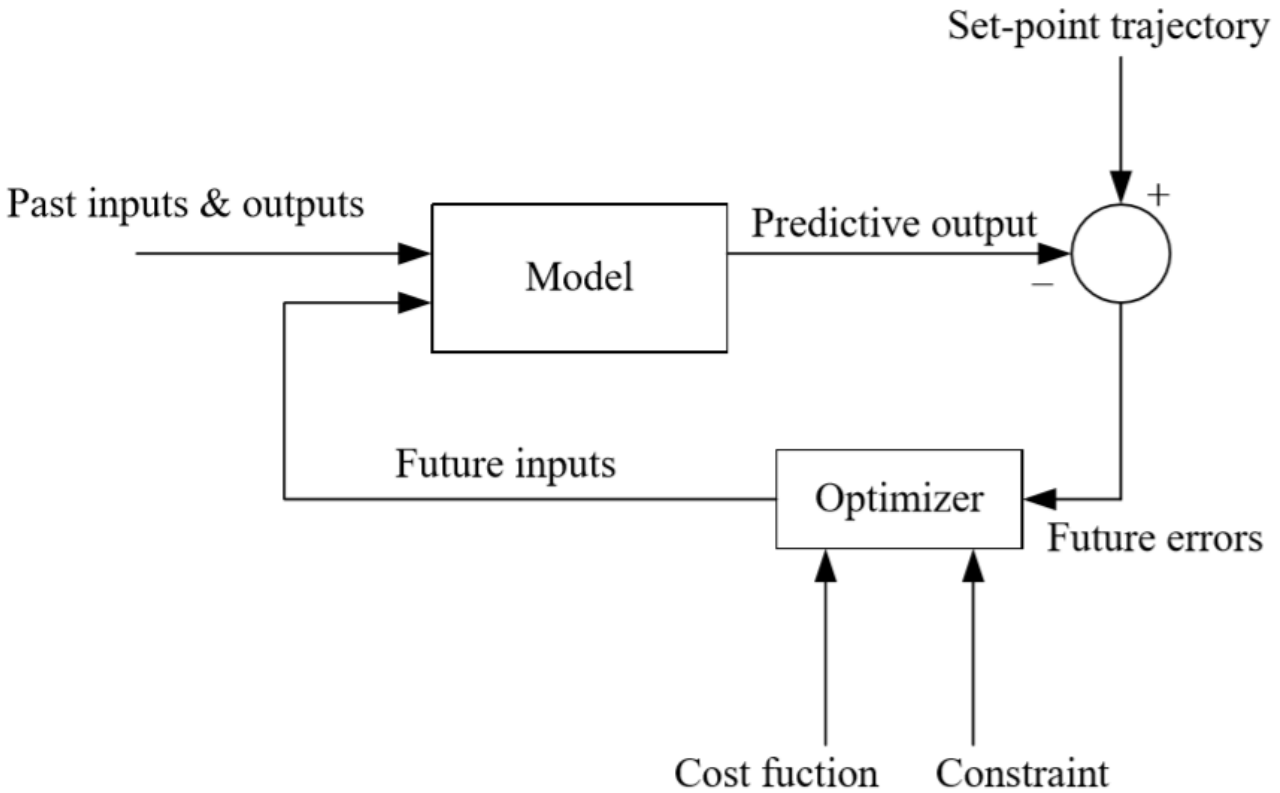 Set-point trajectory
Past inputs & outputs
+
Predictive output
Model
−
Future inputs
Optimizer
Future errors
Cost fuction
Constraint